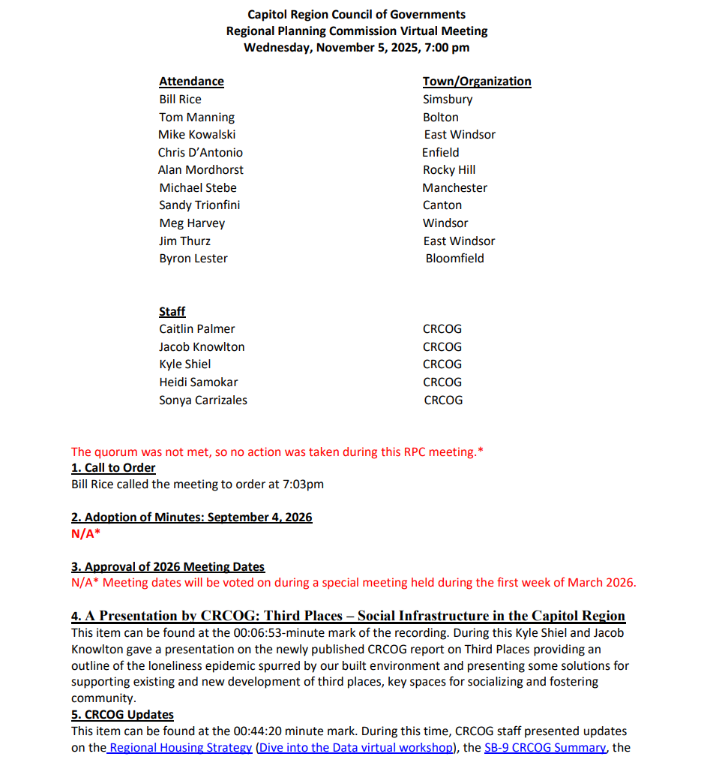 Capitol Region Council of Governments
Regional Planning Commission Virtual Meeting
Wednesday, November 5, 2025, 7:00 pm
Attendance Town/Organization
Bill Rice Simsbury
Tom Manning Bolton
Mike Kowalski East Windsor
Chris D’Antonio Enfield
Alan Mordhorst Rocky Hill
Michael Stebe Manchester
Sandy Trionfini Canton
Meg Harvey Windsor
Jim Thurz East Windsor
Byron Lester Bloomfield
Staff
Caitlin Palmer CRCOG
Jacob Knowlton CRCOG
Kyle Shiel CRCOG
Heidi Samokar CRCOG
Sonya Carrizales CRCOG
The quorum was not met, so no action was taken during this RPC meeting.*
1. Call to Order
Bill Rice called the meeting to order at 7:03pm
2. Adoption of Minutes: September 4, 2026
N/A*
3. Approval of 2026 Meeting Dates
N/A* Meeting dates will be voted on during a special meeting held during the first week of March 2026.
4. A Presentation by CRCOG: Third Places – Social Infrastructure in the Capitol Region
This item can be found at the 00:06:53-minute mark of the recording. During this Kyle Shiel and Jacob
Knowlton gave a presentation on the newly published CRCOG report on Third Places providing an
outline of the loneliness epidemic spurred by our built environment and presenting some solutions for
supporting existing and new development of third places, key spaces for socializing and fostering
community.
5. CRCOG Updates
This item can be found at the 00:44:20 minute mark. During this time, CRCOG staff presented updates
on the Regional Housing Strategy (Dive into the Data virtual workshop), the SB-9 CRCOG Summary, the